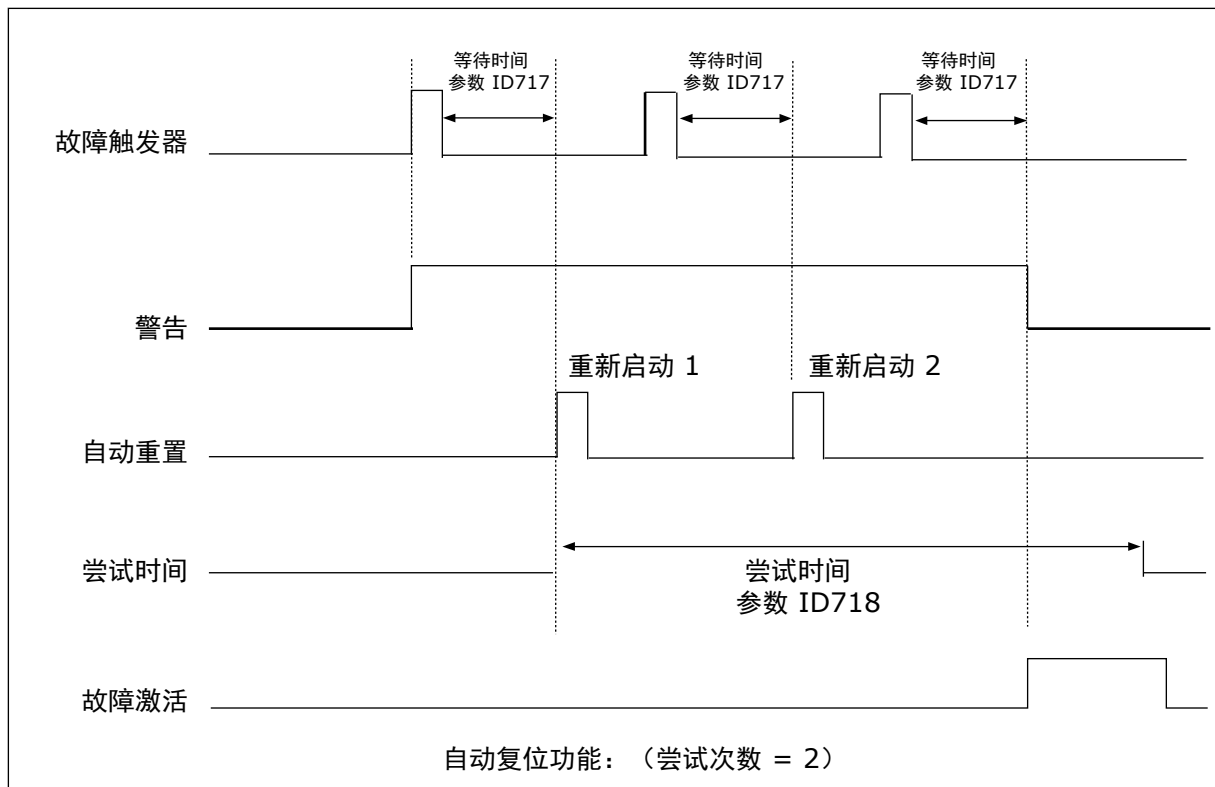 等待时间
参数 ID717
等待时间
参数 ID717
等待时间
参数 ID717
故障触发器
警告
重新启动 1
重新启动 2
自动重置
尝试时间
尝试时间
参数 ID718
故障激活
自动复位功能：（尝试次数 = 2）